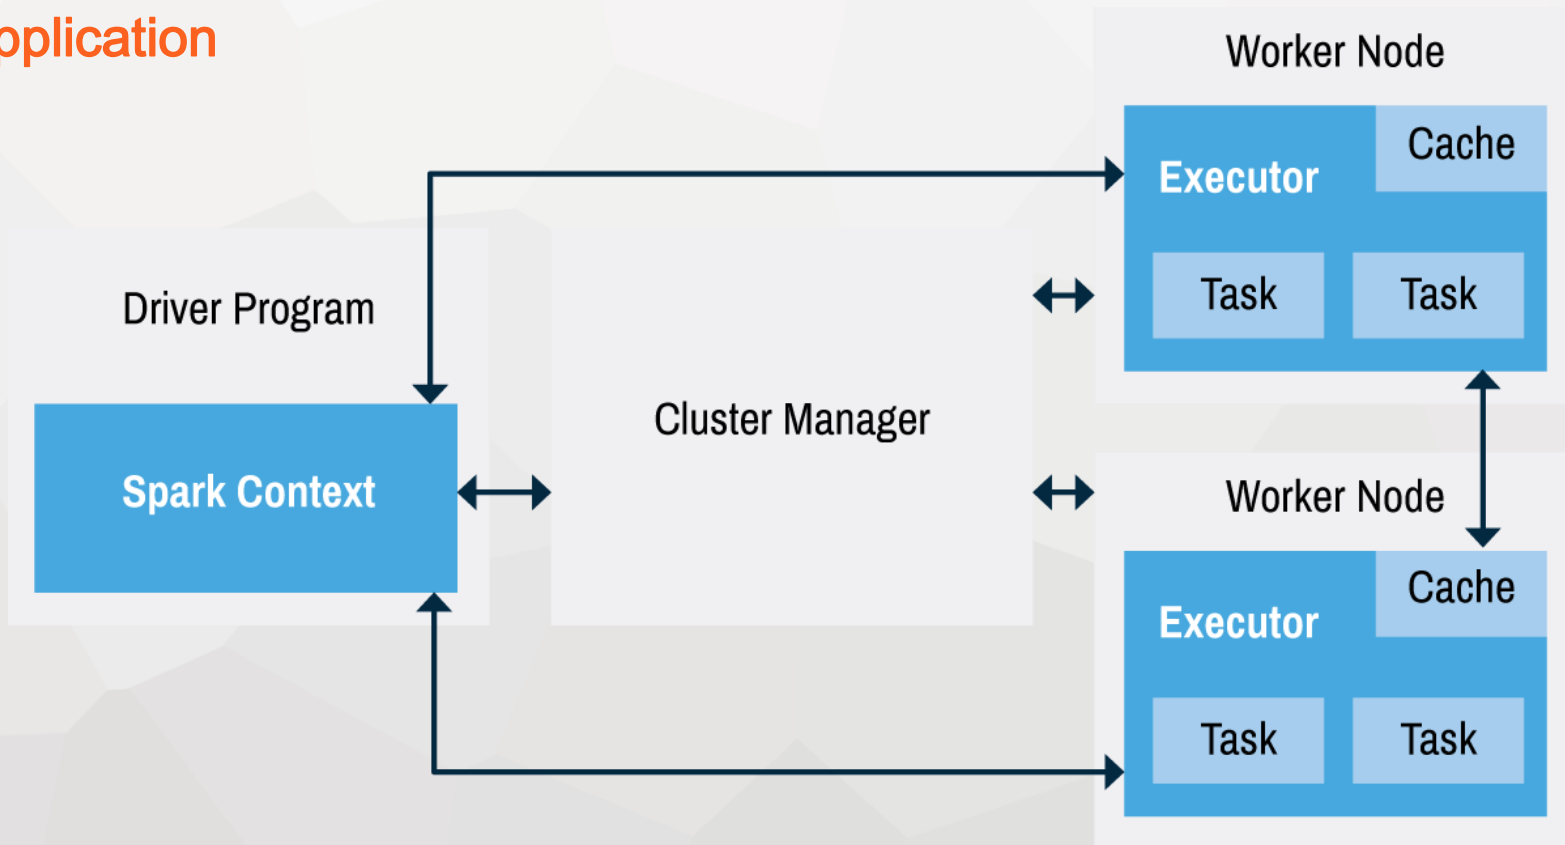 pplication
Worker Node
Cache
Executor
Task Task
Driver Program
Spark Context
Cluster Manager
Worker Node
Cache
Executor
Task Task